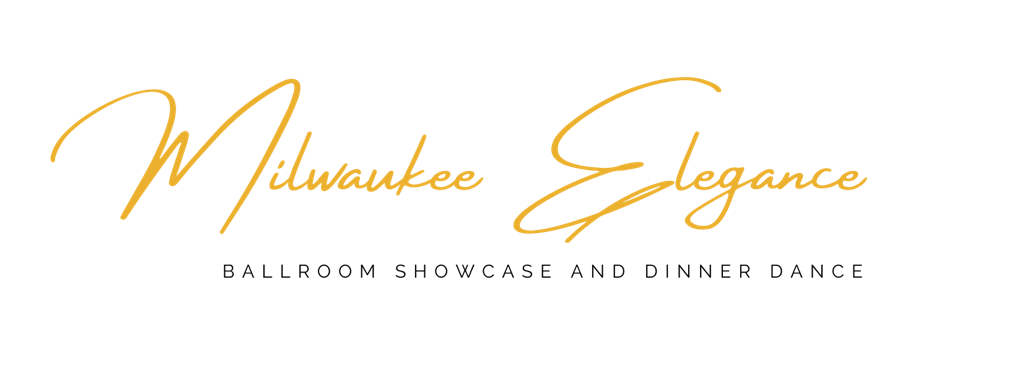 Milwaukee Elegance
BALLROOM SHOWCASE AND DINNER DANCE